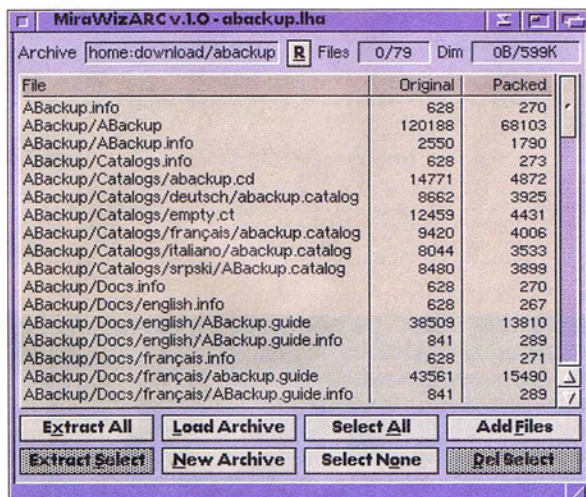 MiraWizARC v.1.0 - abackup.lha
Archive home:download/abackup R Files 0/79 Dim 0B/599K
File Original Packed
ABackup.info 628 270
ABackup/ABackup 120188 68103
ABackup/ABackup.info 2550 1790
ABackup/Catalogs.info 628 273
ABackup/Catalogs/abackup.cd 14771 4872
ABackup/Catalogs/deutsch/abackup.catalog 8662 3925
ABackup/Catalogs/empty.ct 12459 4431
ABackup/Catalogs/français/abackup.catalog 9420 4006
ABackup/Catalogs/italiano/abackup.catalog 8044 3533
ABackup/Catalogs/srpski/ABackup.catalog 8480 3899
ABackup/Docs.info 628 270
ABackup/Docs/english.info 628 267
ABackup/Docs/english/ABackup.guide 38509 13810
ABackup/Docs/english/ABackup.guide.info 841 289
ABackup/Docs/français.info 628 271
ABackup/Docs/français/abackup.guide 43561 15490
ABackup/Docs/français/ABackup.guide.info 841 289
Extract All Load Archive Select All Add Files
Extract Select New Archive Select None Del Select